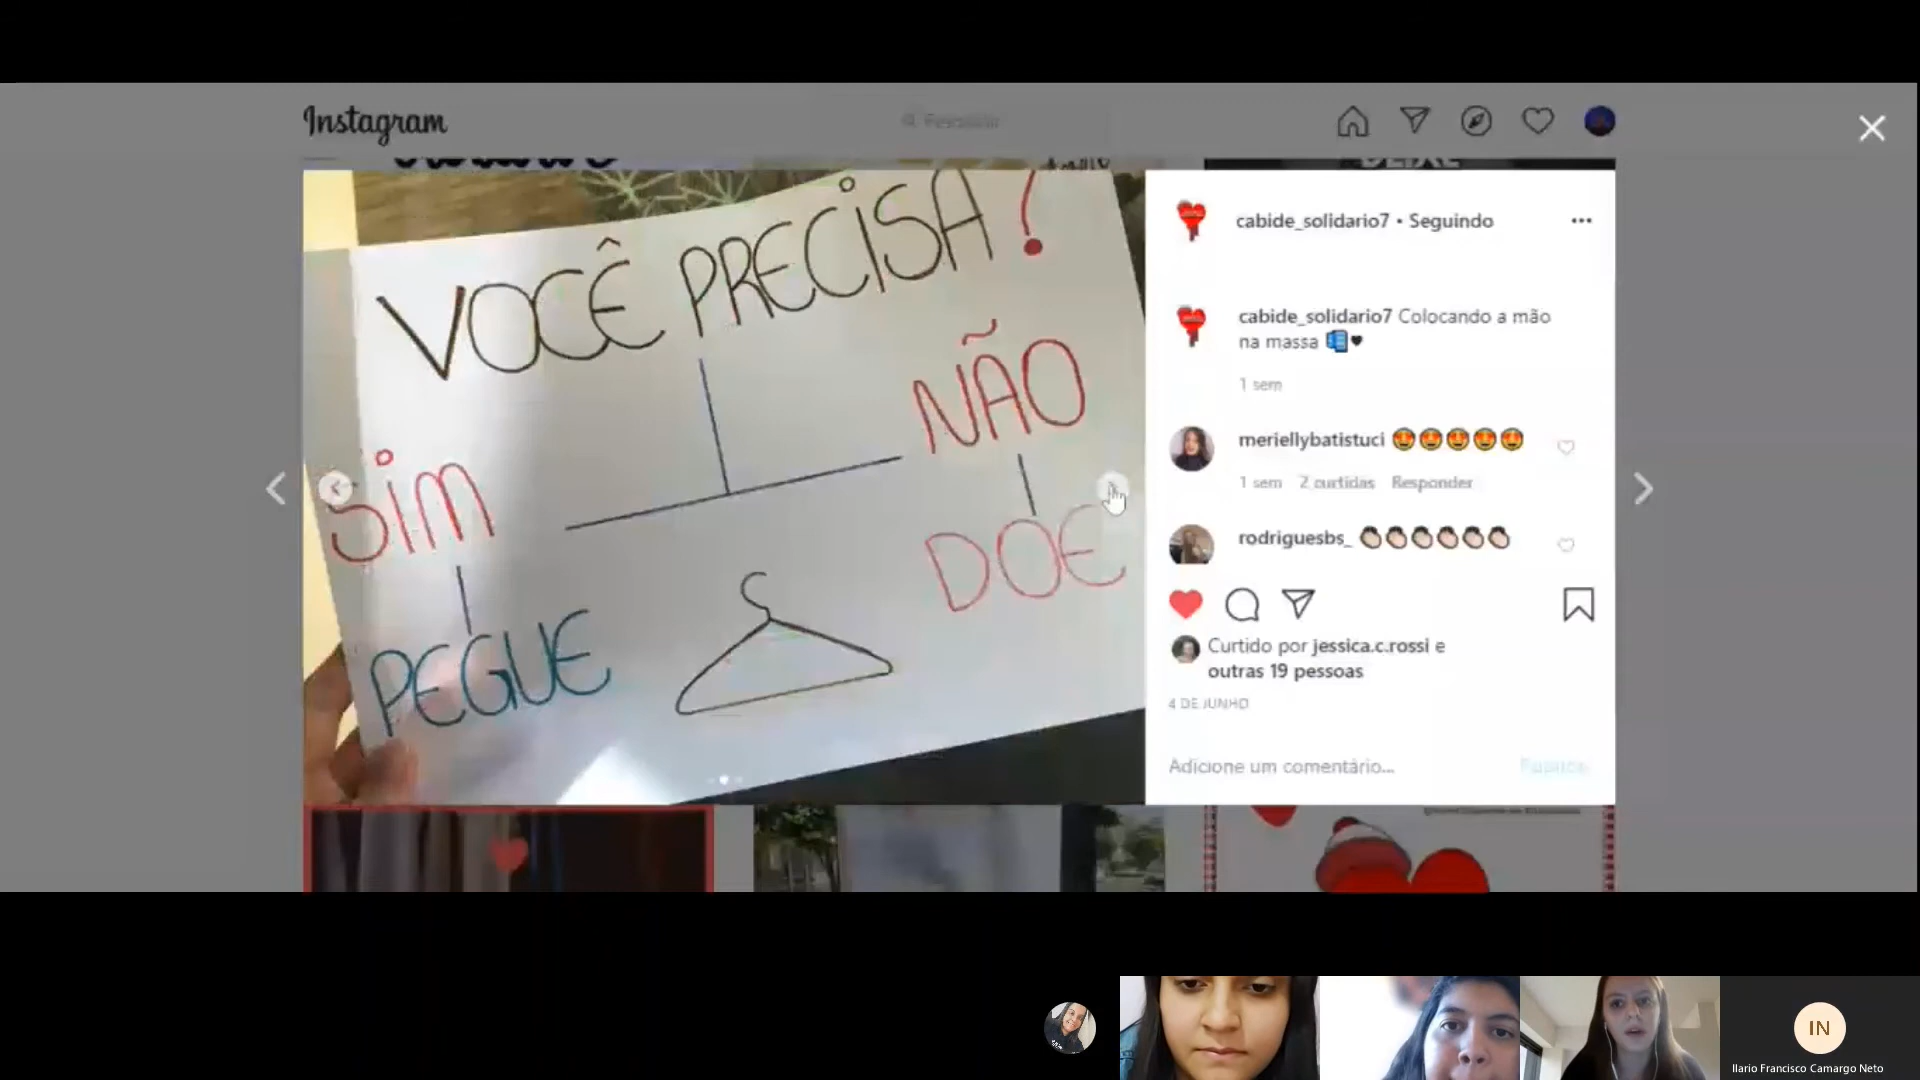 Instagram
Pesquisar
VOCÊ PRECISA?
SIM
NÃO
PEGUE
DOE
cabide_solidario7 • Seguindo
cabide_solidario7 Colocando a mão
na massa
1 sem
meriellybatistuci
1 sem 2 curtidas Responder
rodriguesbs_
Curtido por jessica.c.rossi e
outras 19 pessoas
4 DE JUNHO
Adicione um comentário...
Publicar
IN
Ilario Francisco Camargo Neto